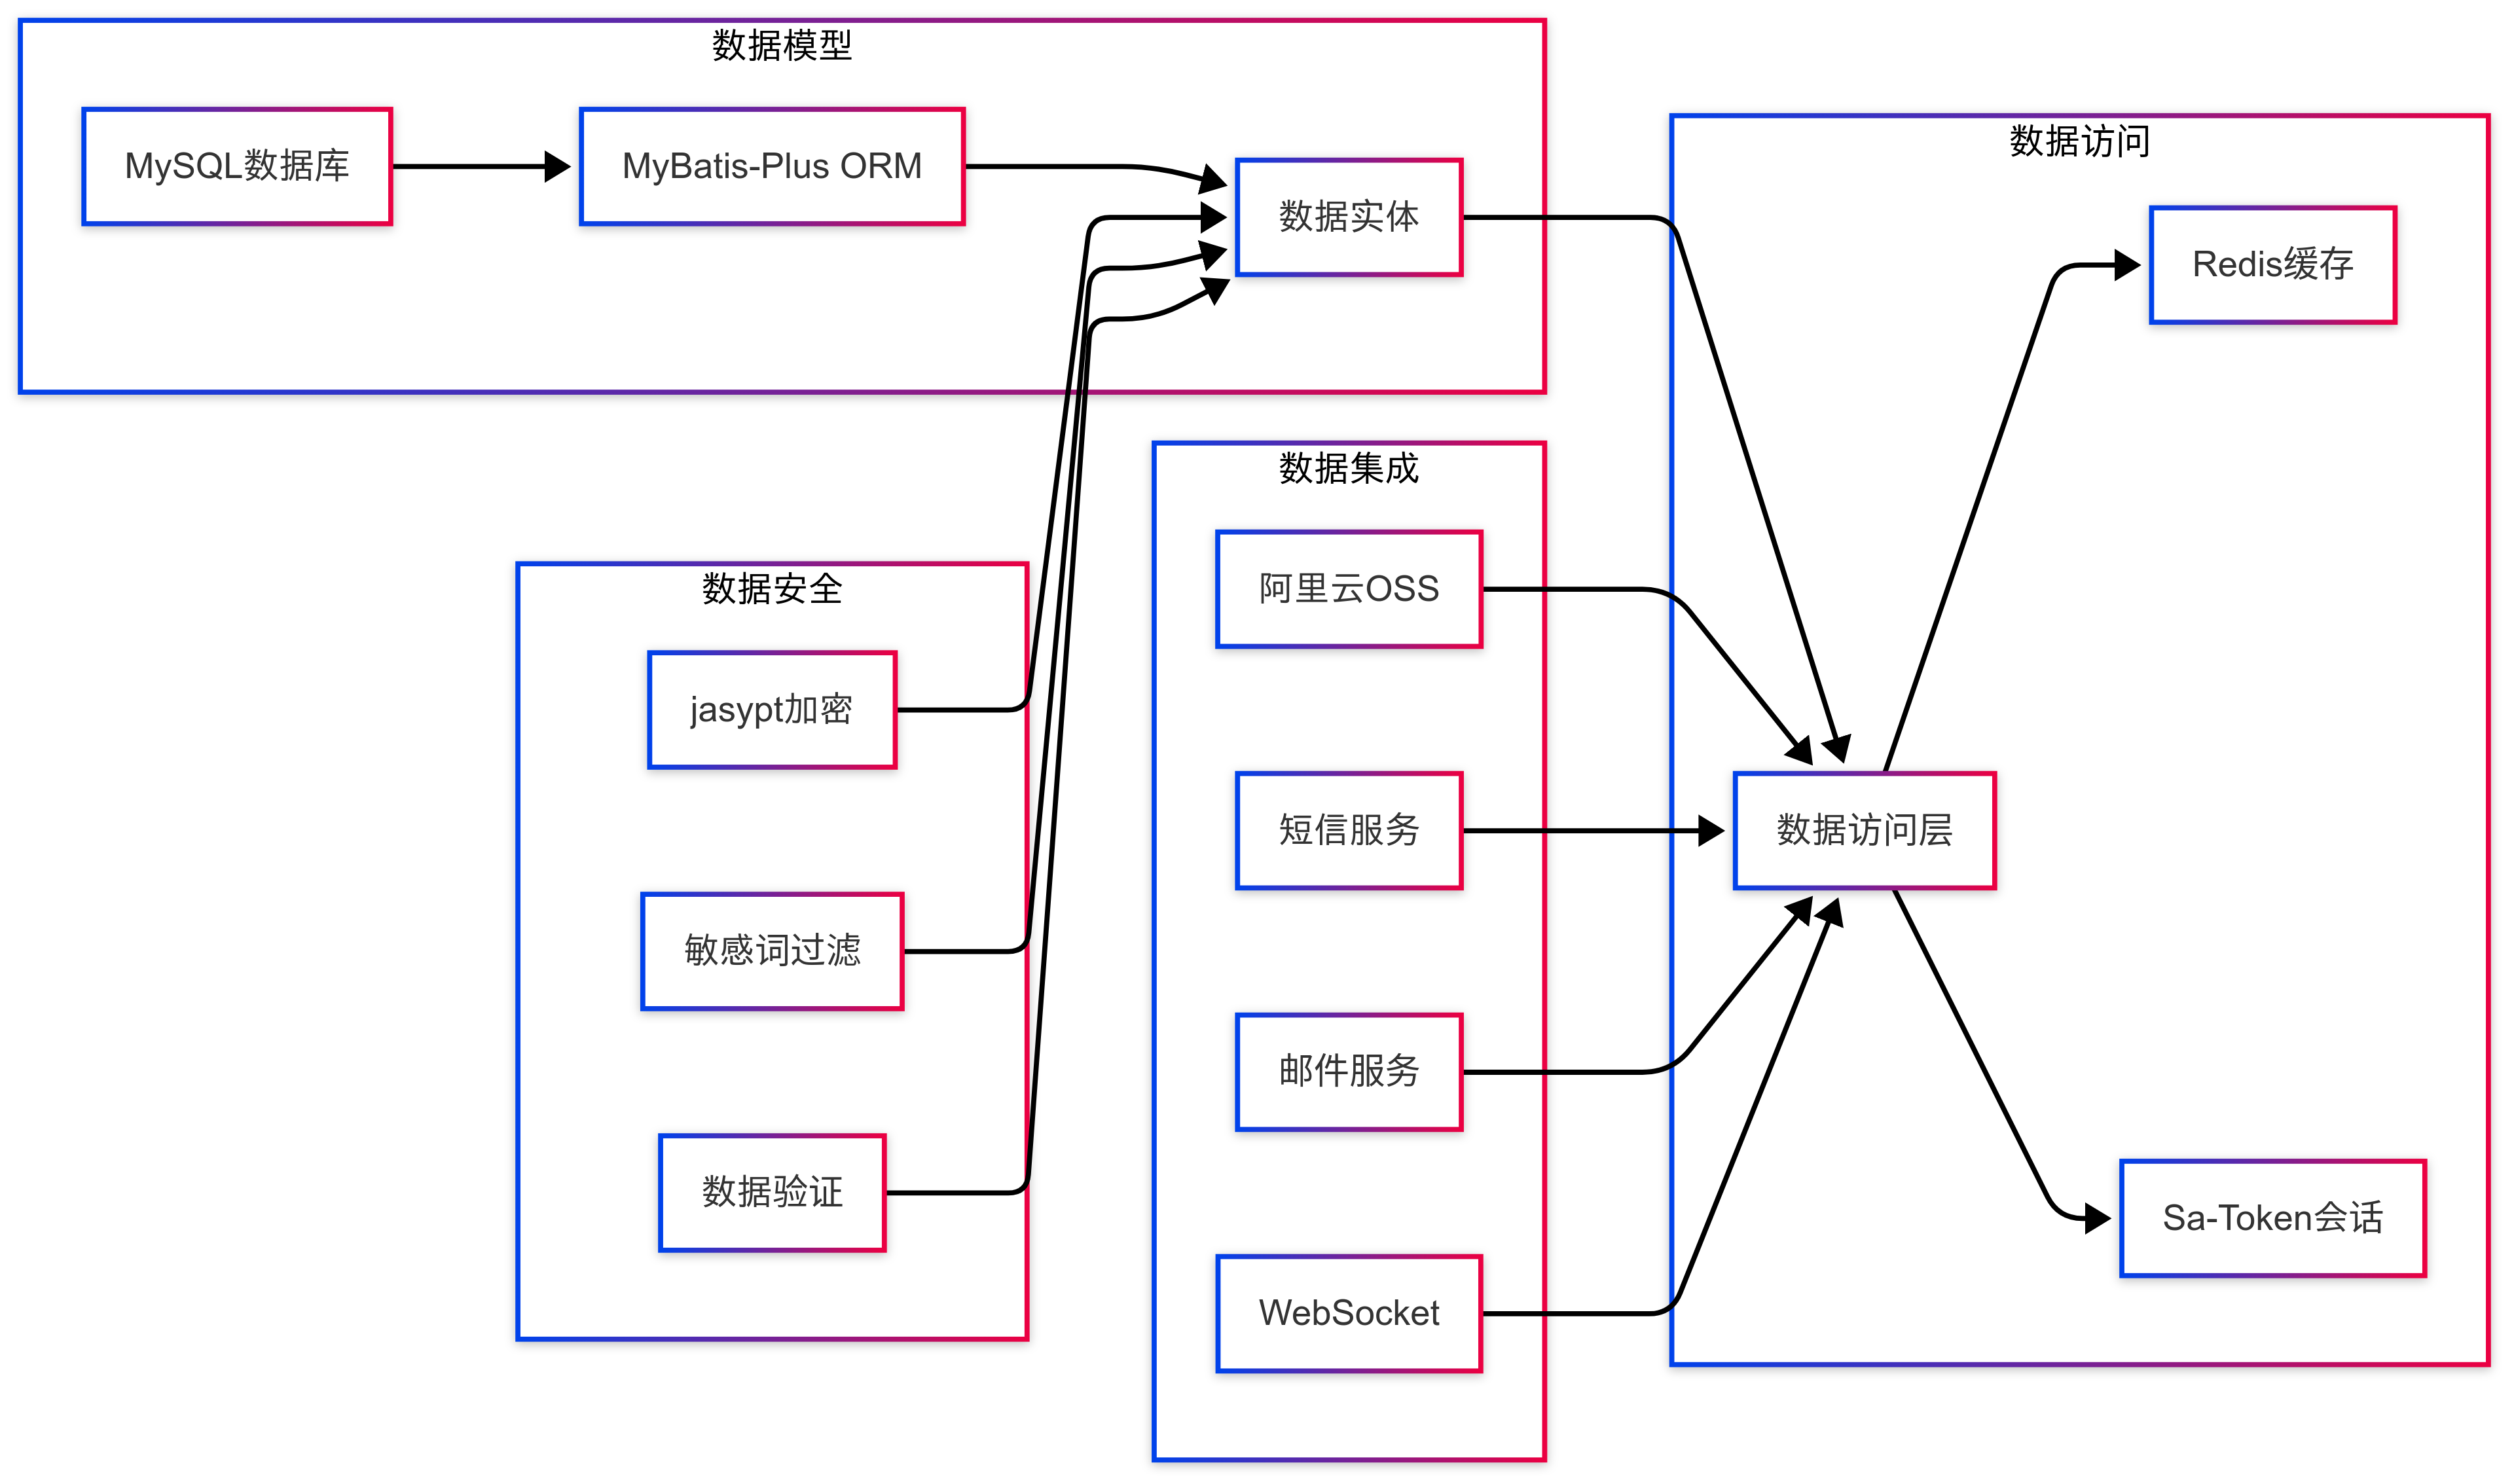 数据模型
MySQL数据库
MyBatis-Plus ORM
数据实体
数据安全
jasypt加密
敏感词过滤
数据验证
数据集成
阿里云OSS
短信服务
邮件服务
WebSocket
数据访问
Redis缓存
数据访问层
Sa-Token会话